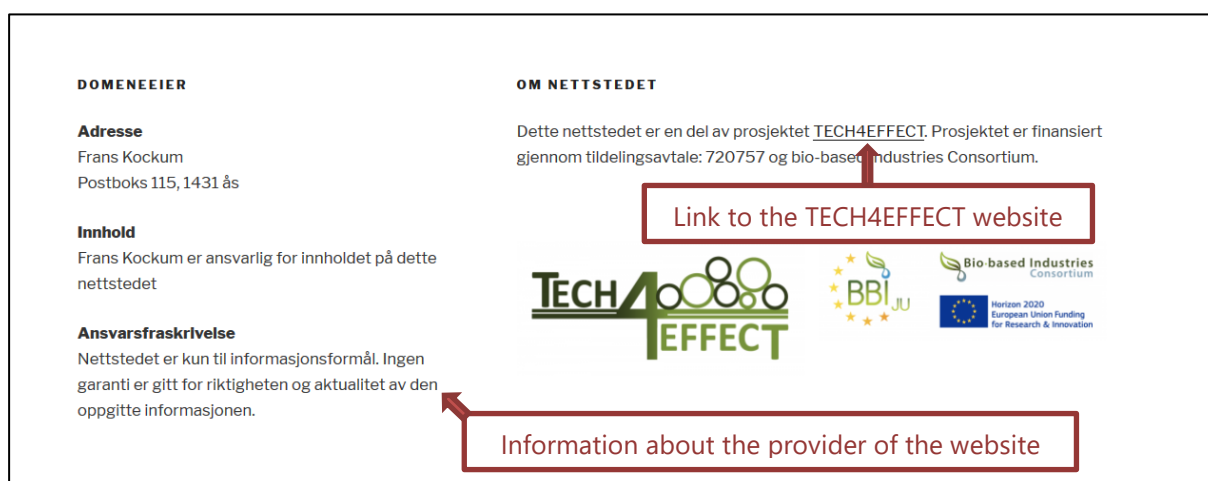 DOMENEEIER
Adresse
Frans Kockum
Postboks 115, 1431 ås
Innhold
Frans Kockum er ansvarlig for innholdet på dette
nettstedet
Ansvarsfraskrivelse
Nettstedet er kun til informasjonsformål. Ingen
garanti er gitt for riktigheten og aktualitet av den
oppgitte informasjonen.
OM NETTSTEDET
Dette nettstedet er en del av prosjektet TECH4EFFECT. Prosjektet er finansiert
gjennom tildelingsavtale: 720757 og bio-based Industries Consortium.
Link to the TECH4EFFECT website
TECH4
EFFECT
BBI JU
Bio-based Industries
Consortium
Horizon 2020
European Union Funding
for Research & Innovation
Information about the provider of the website